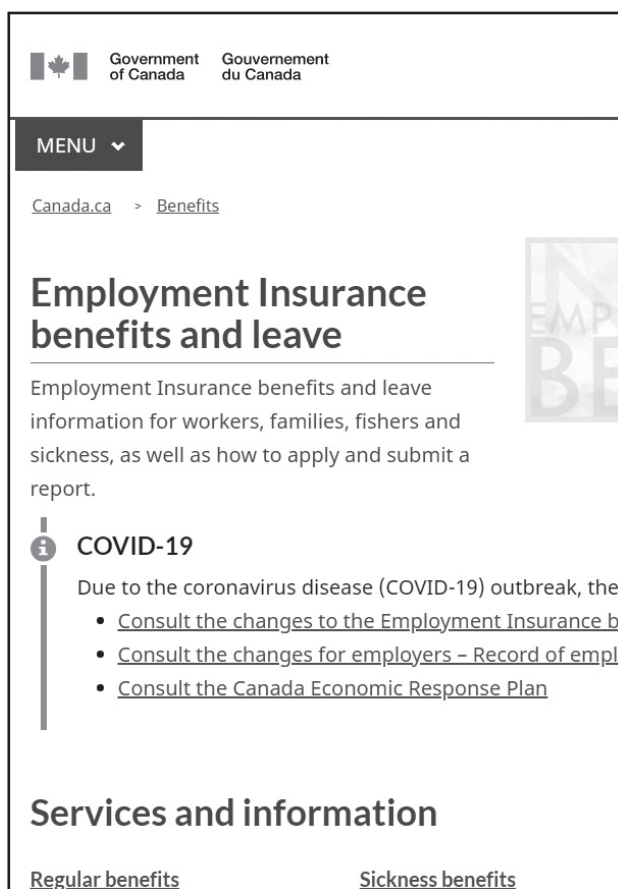 Government Gouvernement
of Canada du Canada
MENU
Canada.ca > Benefits
Employment Insurance
benefits and leave
Employment Insurance benefits and leave
information for workers, families, fishers and
sickness, as well as how to apply and submit a
report.
COVID-19
Due to the coronavirus disease (COVID-19) outbreak, the
• Consult the changes to the Employment Insurance b
• Consult the changes for employers – Record of empl
• Consult the Canada Economic Response Plan
Services and information
Regular benefits Sickness benefits